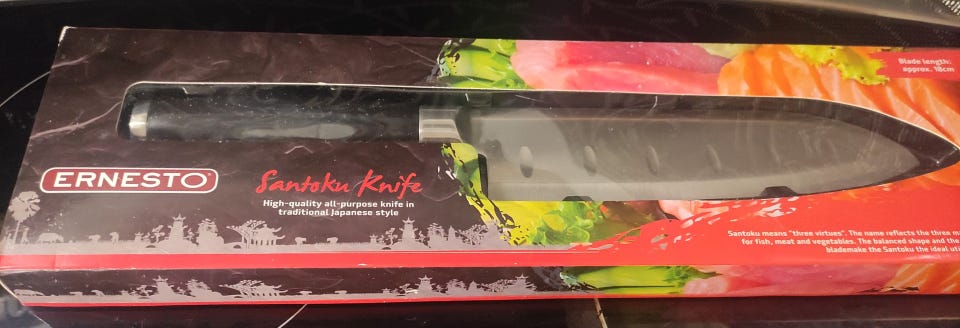 Blade length:
approx. 18cm
ERNESTO®
Santoku Knife
High-quality all-purpose knife in
traditional Japanese style
Santoku means "three virtues". The name reflects the three
for fish, meat and vegetables. The balanced shape and the
blademake the Santoku the ideal